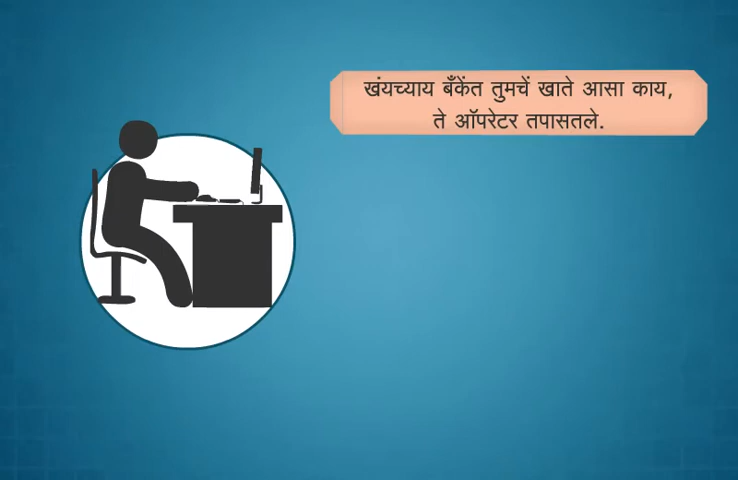 खंयच्याय बँकेंत तुमचें खाते आसा काय,
ते ऑपरेटर तपासतले.